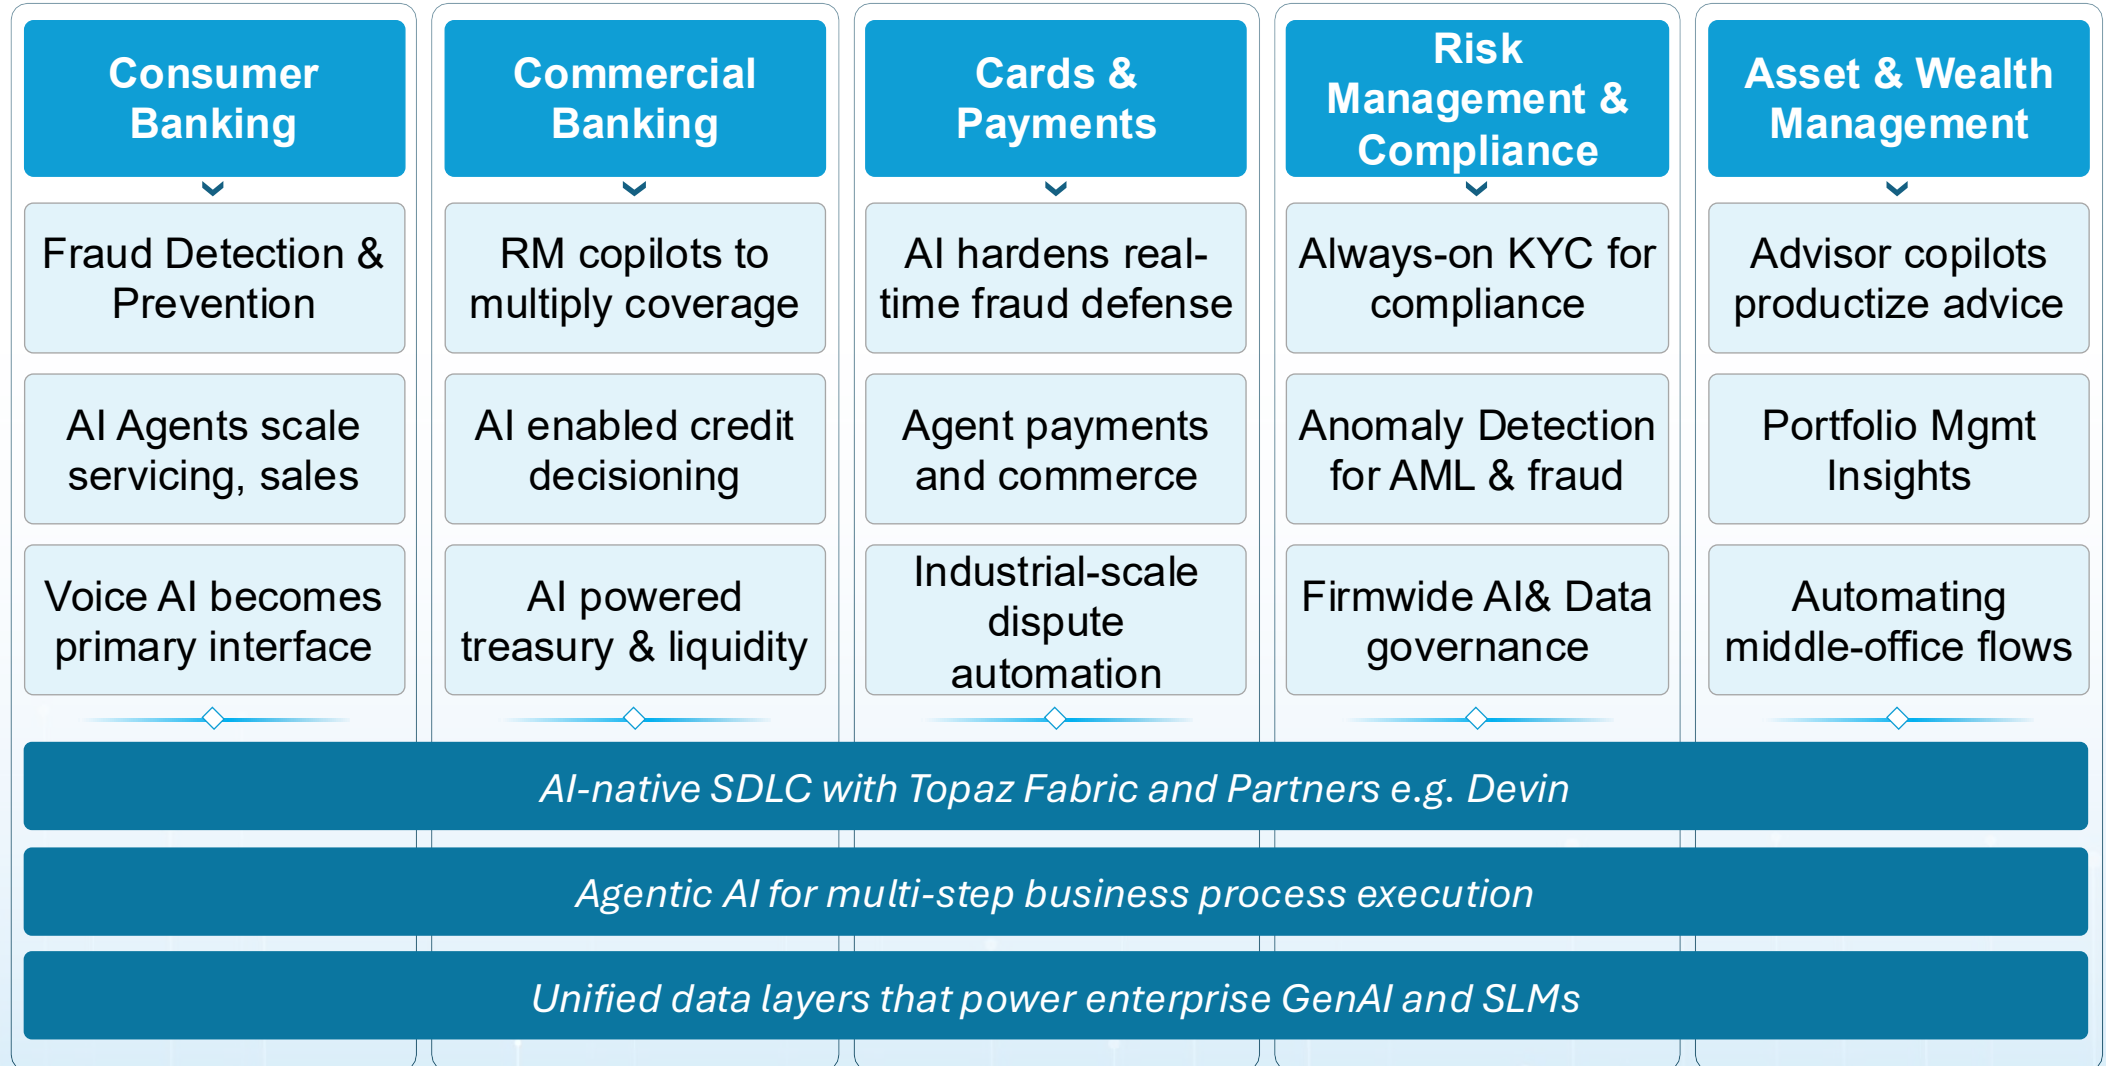 Consumer
Banking
Fraud Detection &
Prevention
AI Agents scale
servicing, sales
Voice AI becomes
primary interface
Commercial
Banking
RM copilots to
multiply coverage
AI enabled credit
decisioning
AI powered
treasury & liquidity
Cards &
Payments
AI hardens real-
time fraud defense
Agent payments
and commerce
Industrial-scale
dispute
automation
Risk
Management &
Compliance
Always-on KYC for
compliance
Anomaly Detection
for AML & fraud
Firmwide AI& Data
governance
Asset & Wealth
Management
Advisor copilots
productize advice
Portfolio Mgmt
Insights
Automating
middle-office flows
AI-native SDLC with Topaz Fabric and Partners e.g. Devin
Agentic AI for multi-step business process execution
Unified data layers that power enterprise GenAI and SLMs